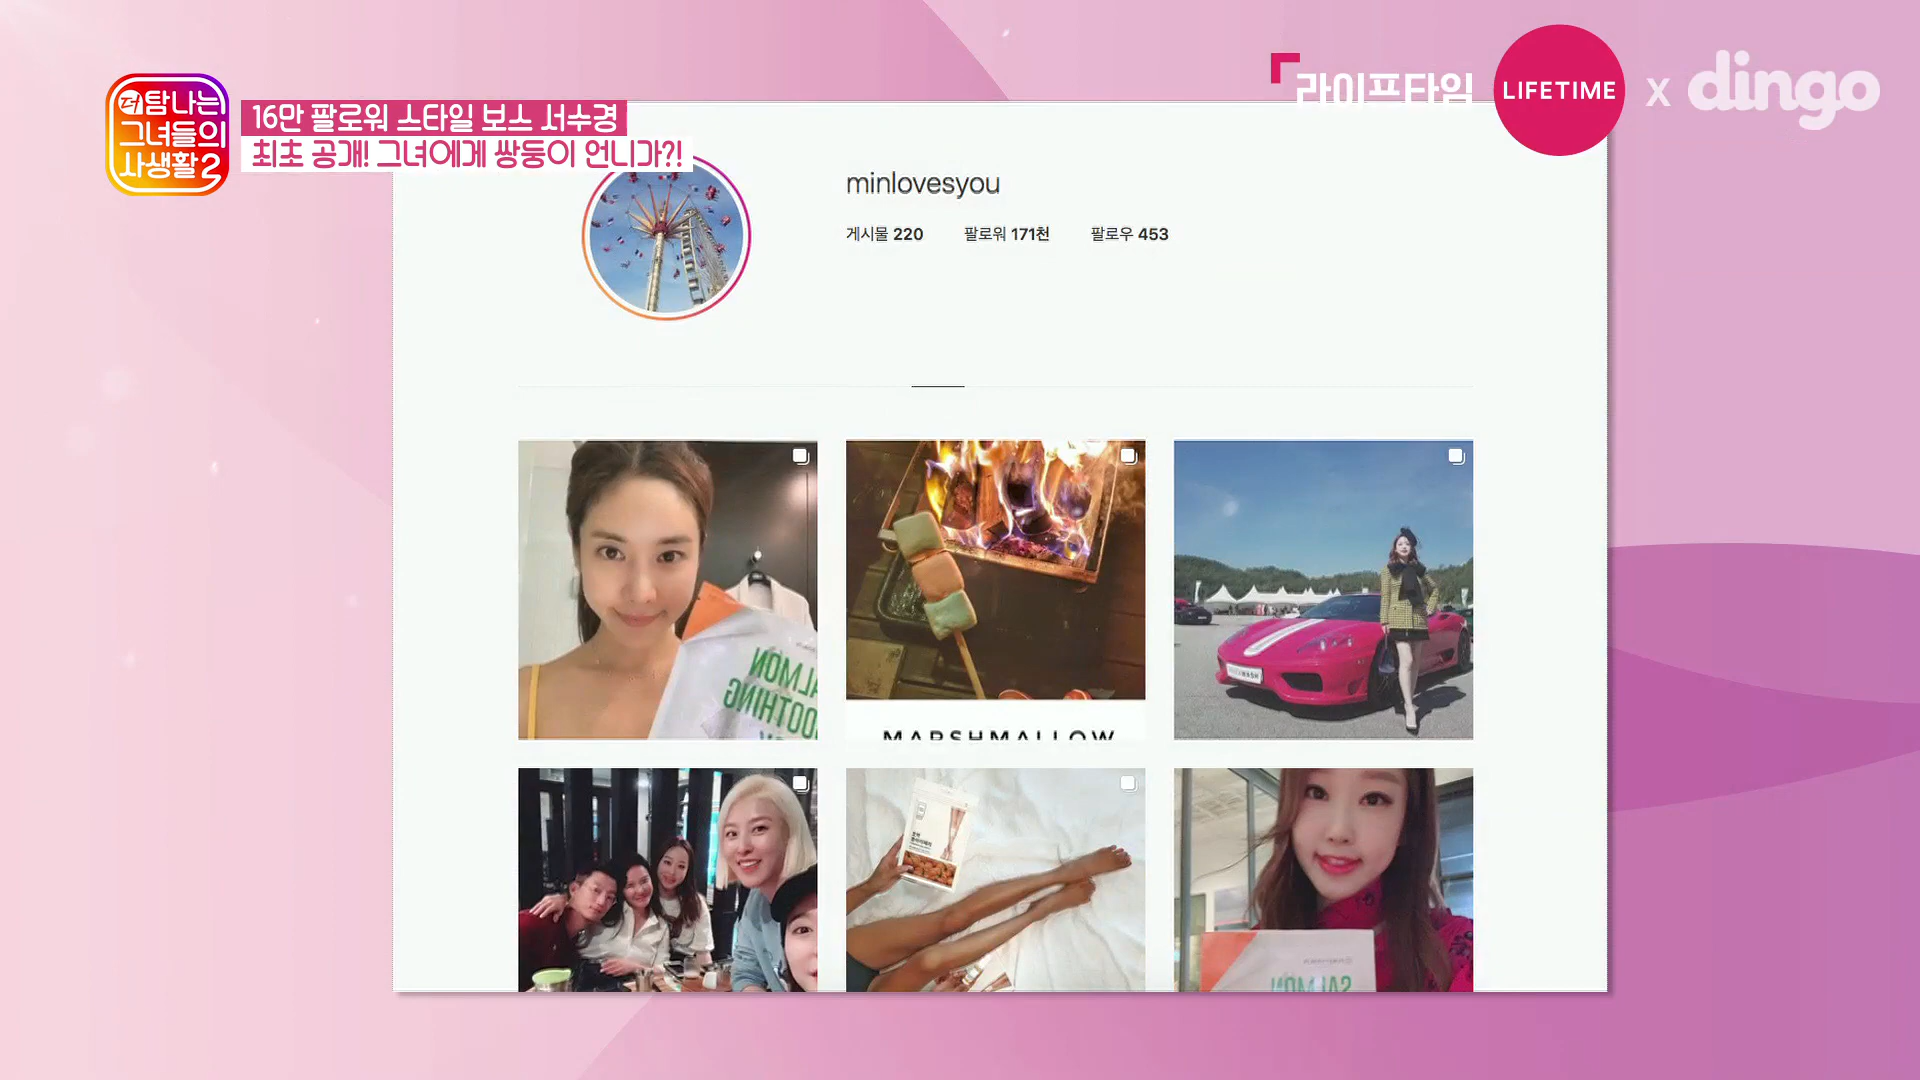 더 탐나는
그녀들의
사생활2
16만 팔로워 스타일 보스 서수경
최초 공개! 그녀에게 쌍둥이 언니가?!
라이프타임
LIFETIME
x
dingo
minlovesyou
게시물 220 팔로워 171천 팔로우 453
SALMON
SOOTHING
MARSHMALLOW
SALMON